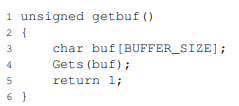 1 unsigned getbuf()
2 {
3     char buf[BUFFER_SIZE];
4     Gets(buf);
5     return 1;
6 }